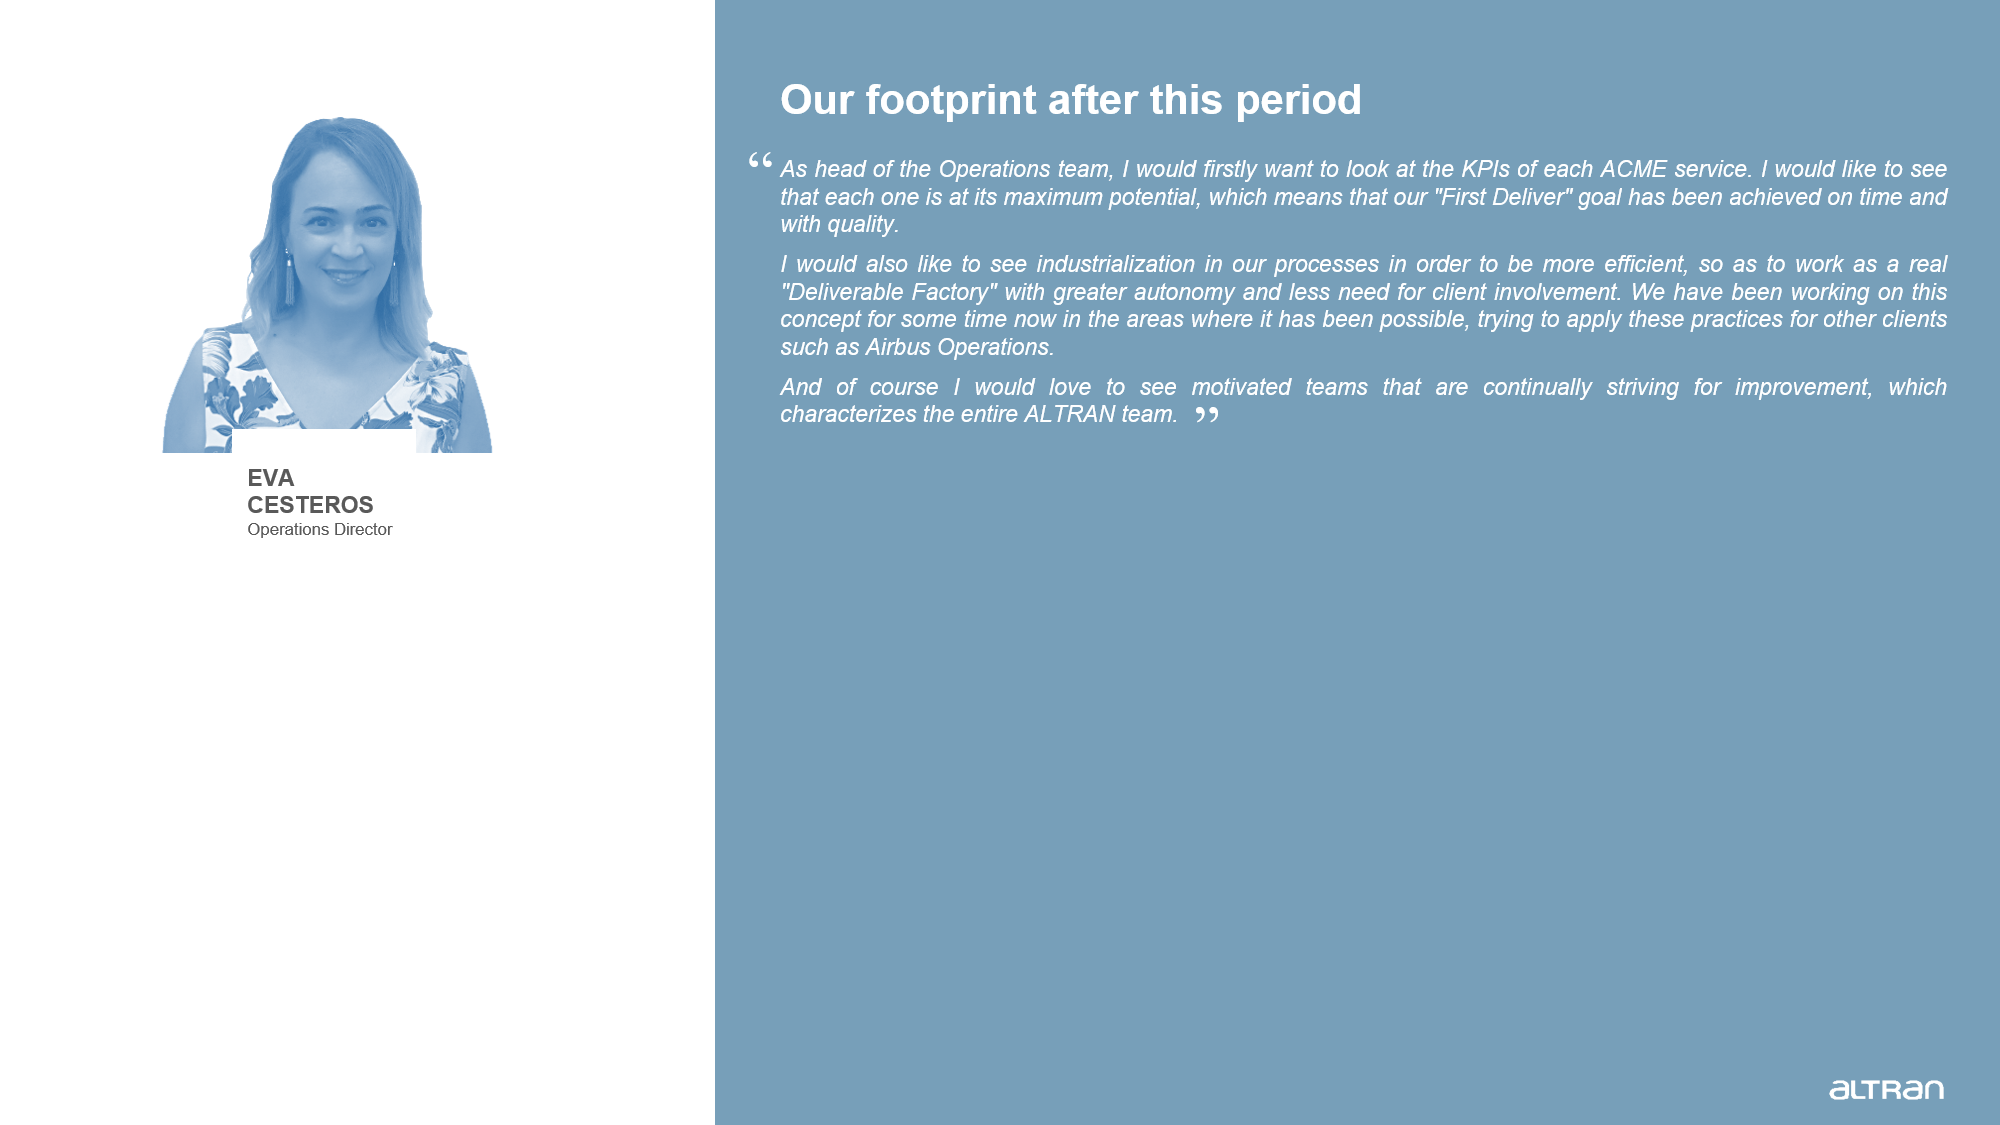 Our footprint after this period
“ As head of the Operations team, I would firstly want to look at the KPIs of each ACME service. I would like to see
that each one is at its maximum potential, which means that our "First Deliver" goal has been achieved on time and
with quality.
I would also like to see industrialization in our processes in order to be more efficient, so as to work as a real
"Deliverable Factory" with greater autonomy and less need for client involvement. We have been working on this
concept for some time now in the areas where it has been possible, trying to apply these practices for other clients
such as Airbus Operations.
And of course I would love to see motivated teams that are continually striving for improvement, which
characterizes the entire ALTRAN team. ”
EVA
CESTEROS
Operations Director
ALTRAN